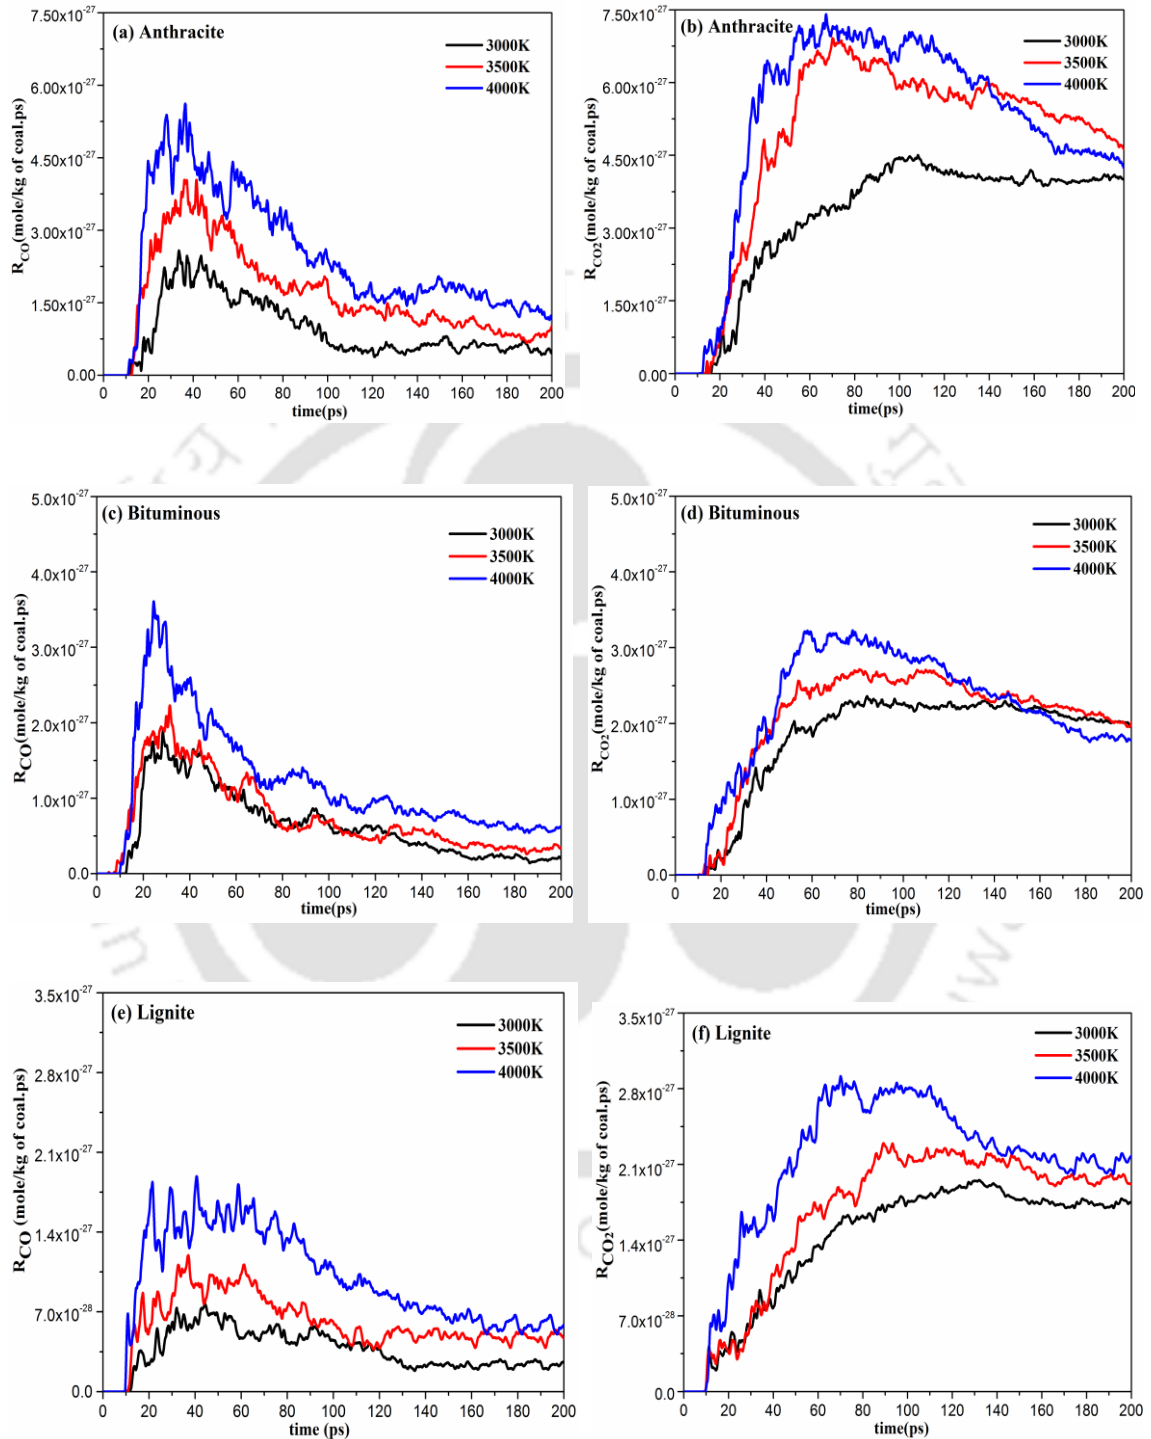 (a) Anthracite
3000K
3500K
4000K
7.50x10⁻²⁷
6.00x10⁻²⁷
4.50x10⁻²⁷
3.00x10⁻²⁷
1.50x10⁻²⁷
0.00
R_CO(mole/kg of coal.ps)
0 20 40 60 80 100 120 140 160 180 200
time(ps)
(b) Anthracite
3000K
3500K
4000K
7.50x10⁻²⁷
6.00x10⁻²⁷
4.50x10⁻²⁷
3.00x10⁻²⁷
1.50x10⁻²⁷
0.00
R_CO2(mole/kg of coal.ps)
0 20 40 60 80 100 120 140 160 180 200
time(ps)
(c) Bituminous
3000K
3500K
4000K
5.0x10⁻²⁷
4.0x10⁻²⁷
3.0x10⁻²⁷
2.0x10⁻²⁷
1.0x10⁻²⁷
0.0
R_CO(mole/kg of coal.ps)
0 20 40 60 80 100 120 140 160 180 200
time(ps)
(d) Bituminous
3000K
3500K
4000K
5.0x10⁻²⁷
4.0x10⁻²⁷
3.0x10⁻²⁷
2.0x10⁻²⁷
1.0x10⁻²⁷
0.0
R_CO2(mole/kg of coal.ps)
0 20 40 60 80 100 120 140 160 180 200
time(ps)
(e) Lignite
3000K
3500K
4000K
3.5x10⁻²⁷
2.8x10⁻²⁷
2.1x10⁻²⁷
1.4x10⁻²⁷
7.0x10⁻²⁸
0.0
R_CO (mole/kg of coal.ps)
0 20 40 60 80 100 120 140 160 180 200
time (ps)
(f) Lignite
3000K
3500K
4000K
3.5x10⁻²⁷
2.8x10⁻²⁷
2.1x10⁻²⁷
1.4x10⁻²⁷
7.0x10⁻²⁸
0.0
R_CO2(mole/kg of coal.ps)
0 20 40 60 80 100 120 140 160 180 200
time(ps)